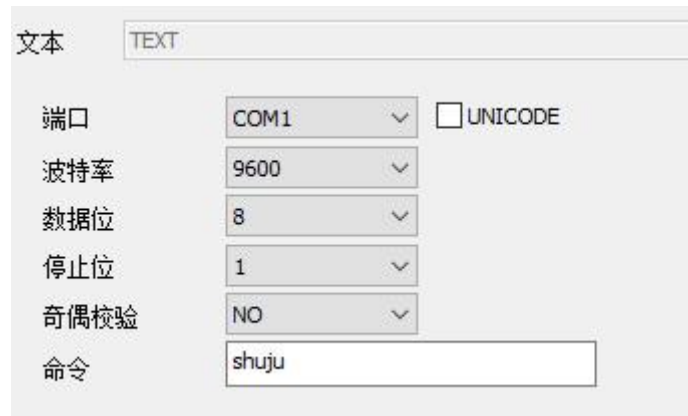 文本 TEXT
端口 COM1 UNICODE
波特率 9600
数据位 8
停止位 1
奇偶校验 NO
命令 shuju